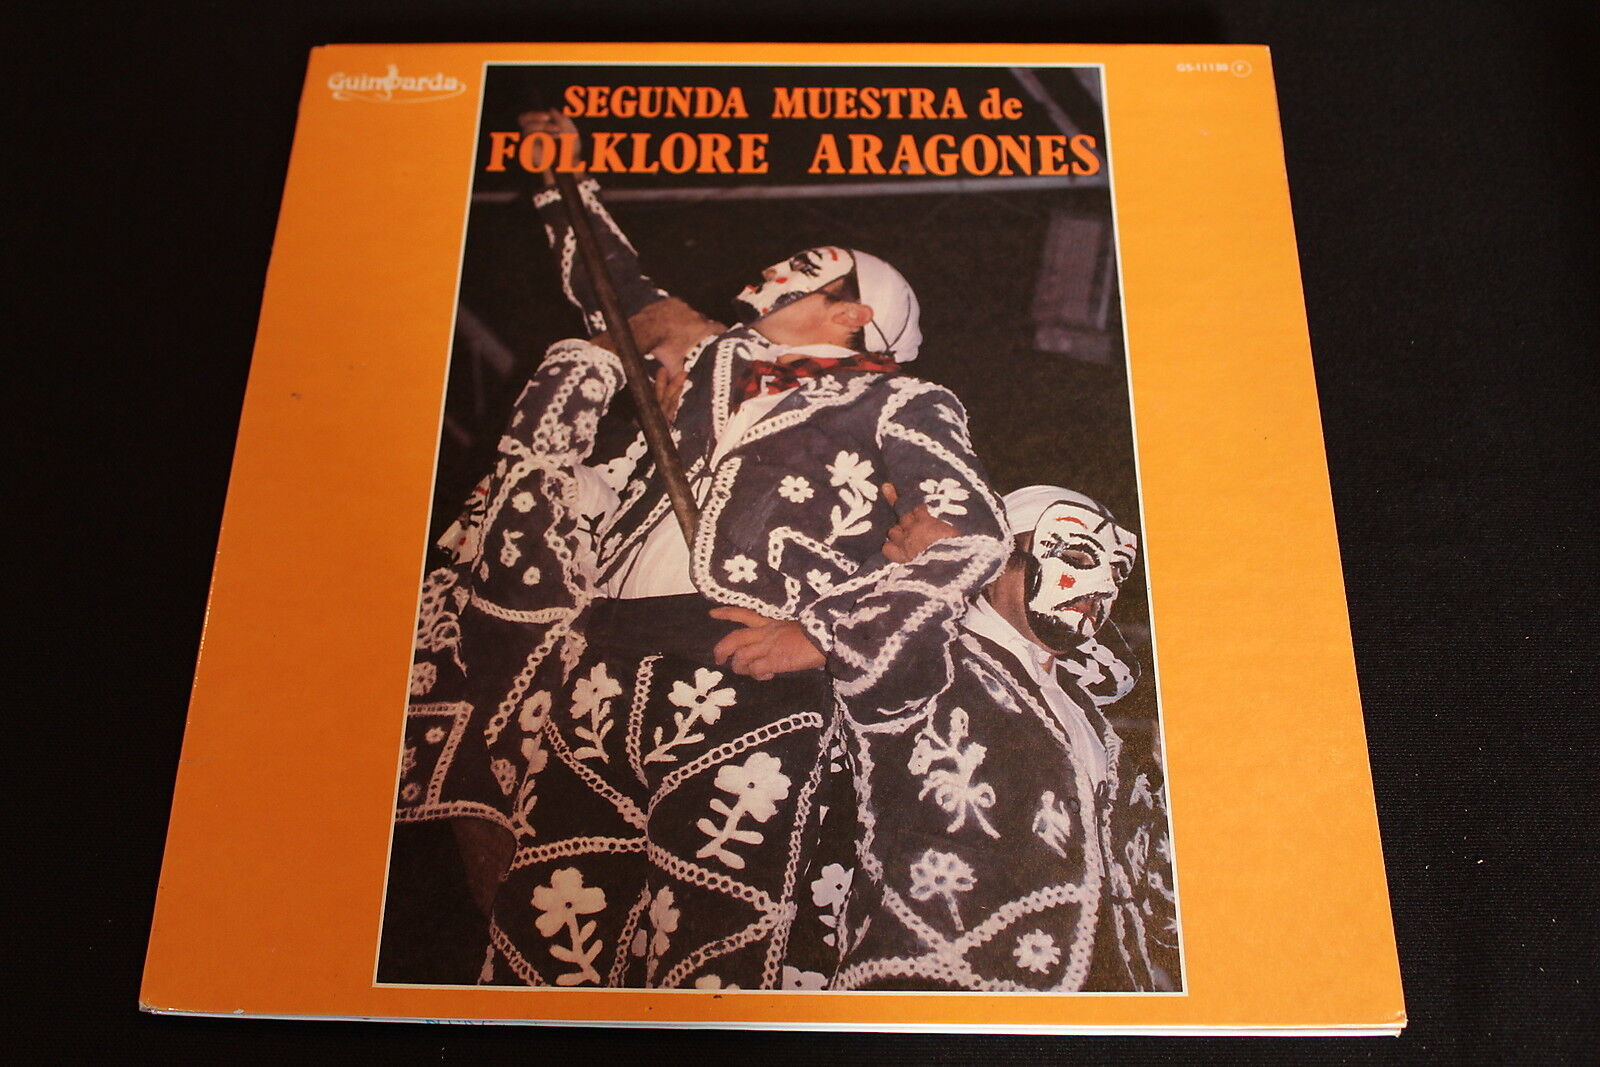 Guimbarda
GS-11130 P
SEGUNDA MUESTRA de
FOLKLORE ARAGONES